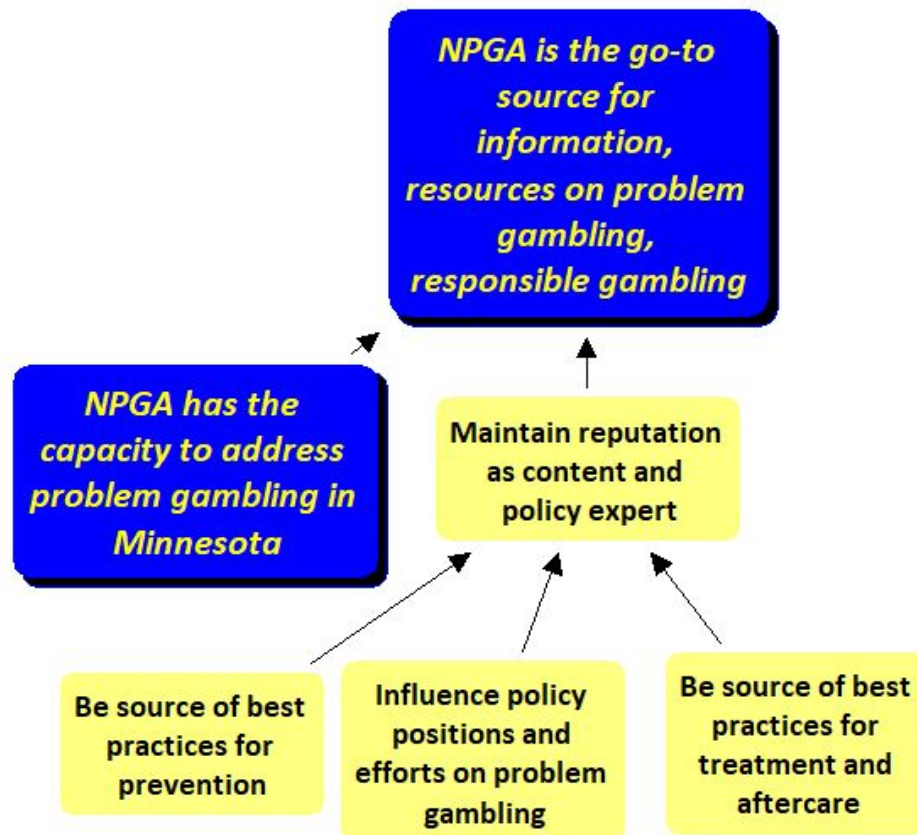 NPGA is the go-to
source for
information,
resources on problem
gambling,
responsible gambling
NPGA has the
capacity to address
problem gambling in
Minnesota
Maintain reputation
as content and
policy expert
Be source of best
practices for
prevention
Influence policy
positions and
efforts on problem
gambling
Be source of best
practices for
treatment and
aftercare